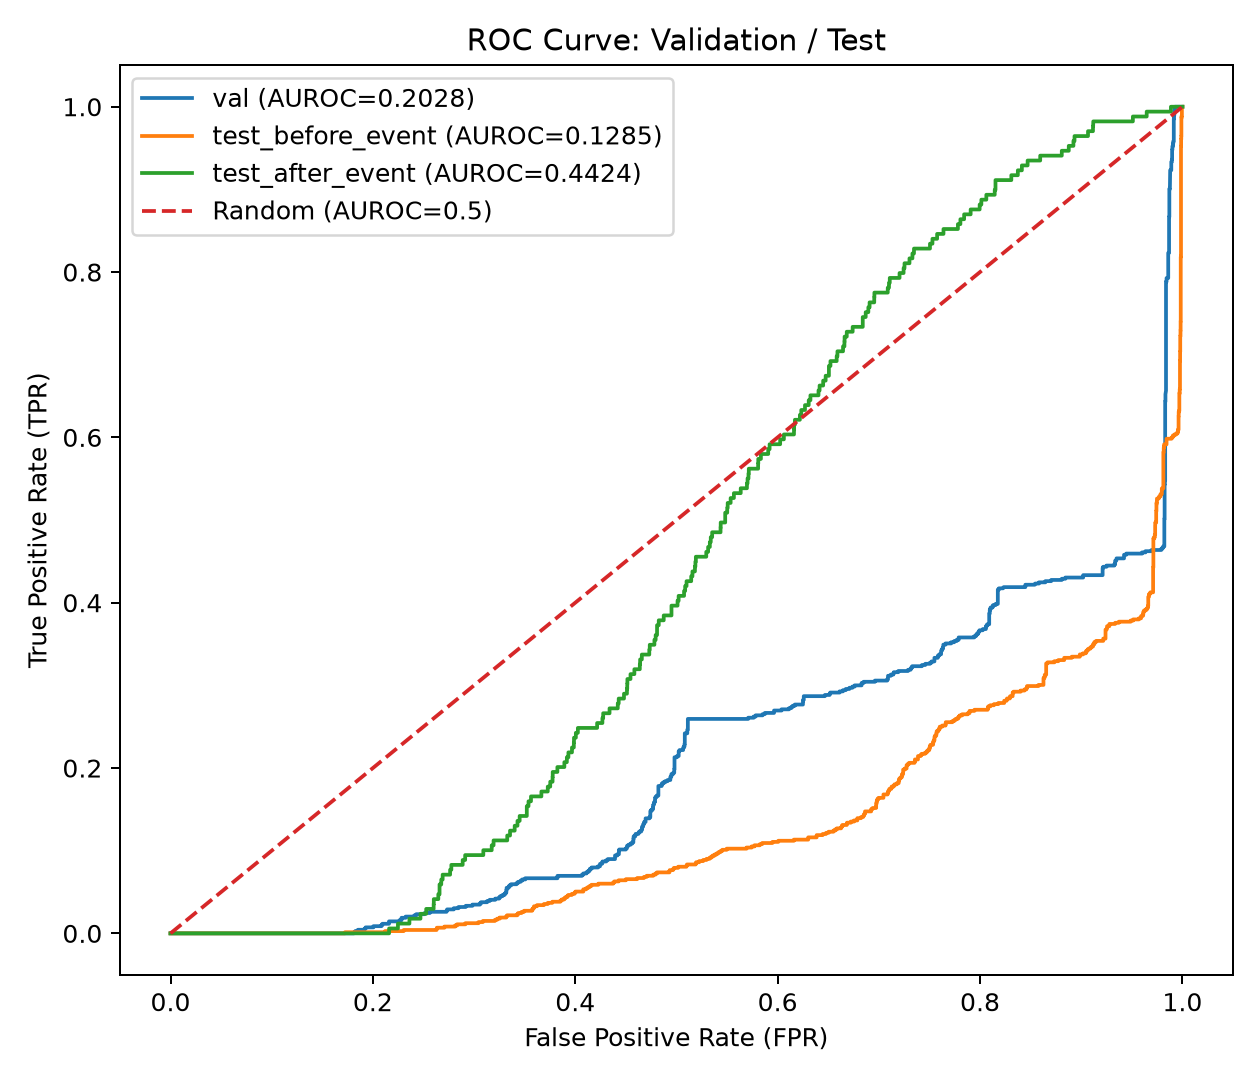 ROC Curve: Validation / Test
val (AUROC=0.2028)
test_before_event (AUROC=0.1285)
test_after_event (AUROC=0.4424)
Random (AUROC=0.5)
True Positive Rate (TPR)
1.0
0.8
0.6
0.4
0.2
0.0
0.0 0.2 0.4 0.6 0.8 1.0
False Positive Rate (FPR)